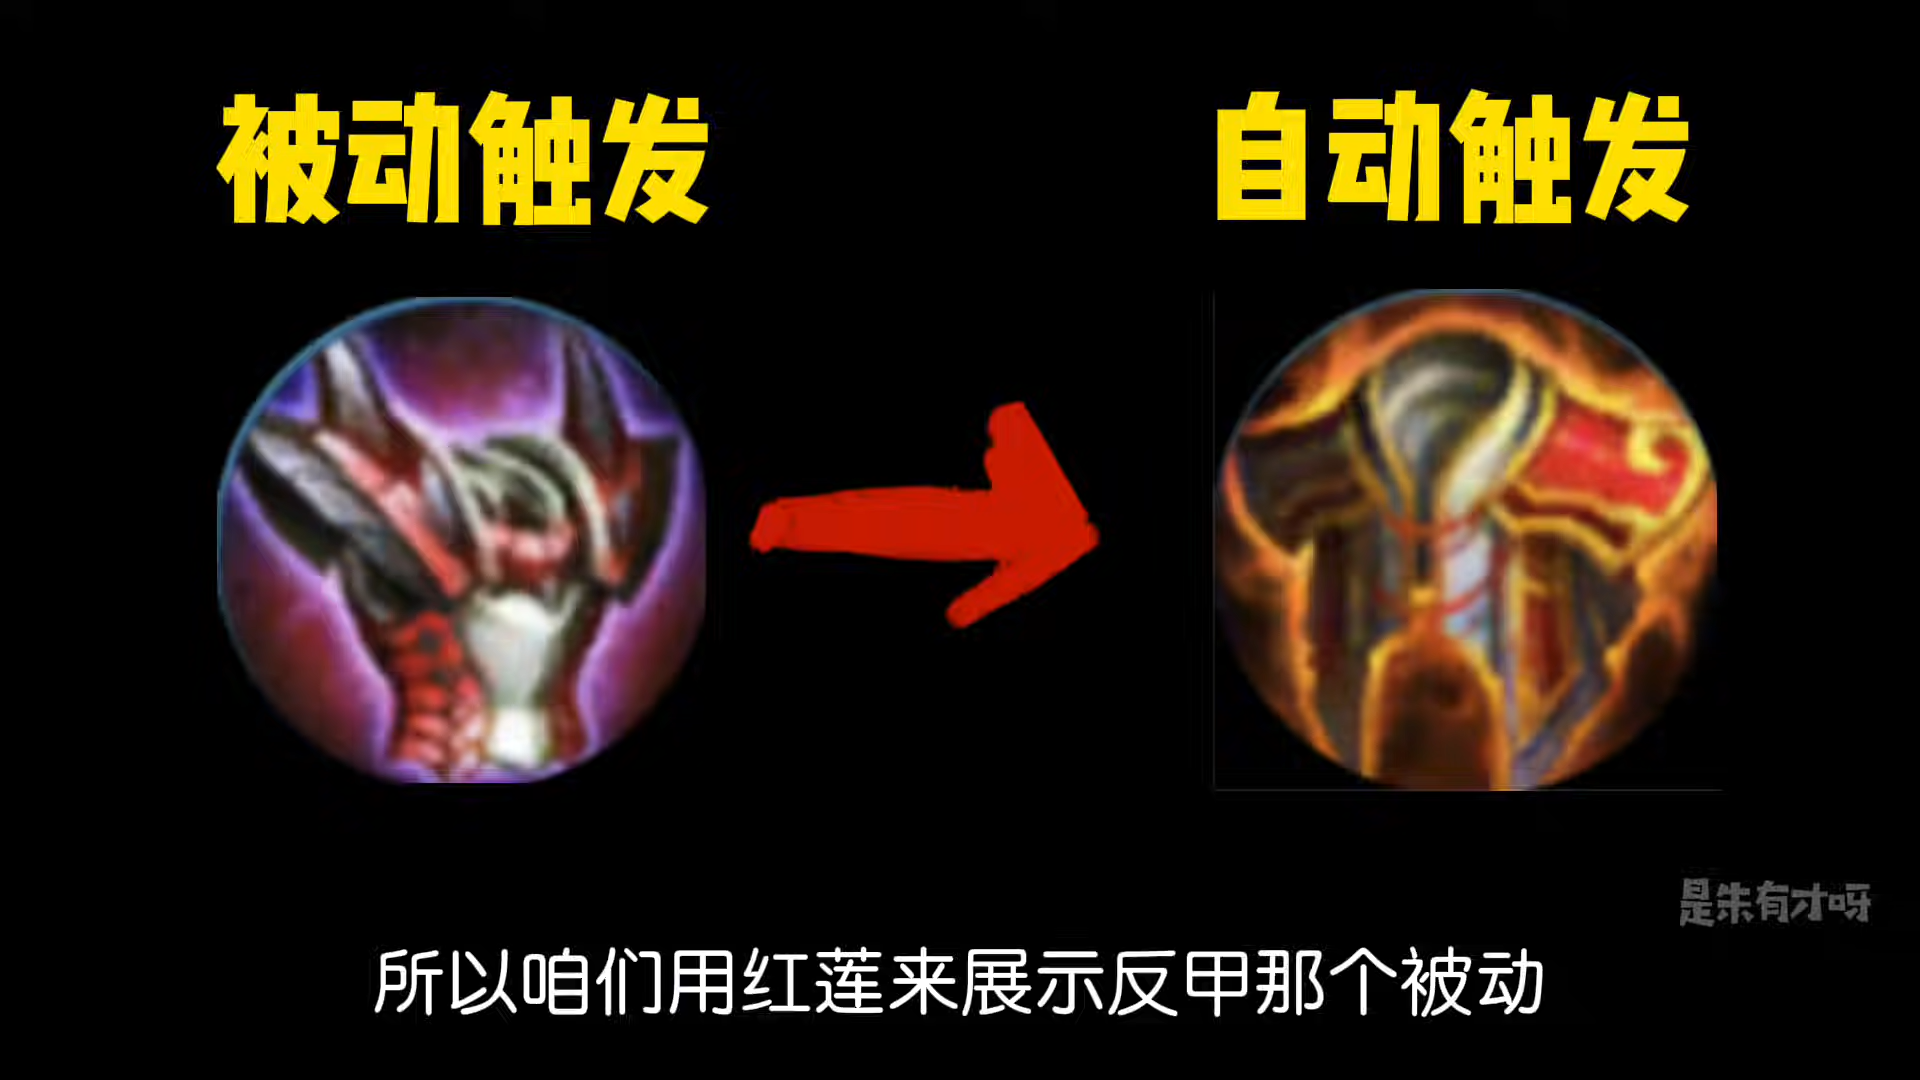 被动触发
自动触发
是朱有才呀
所以咱们用红莲来展示反甲那个被动